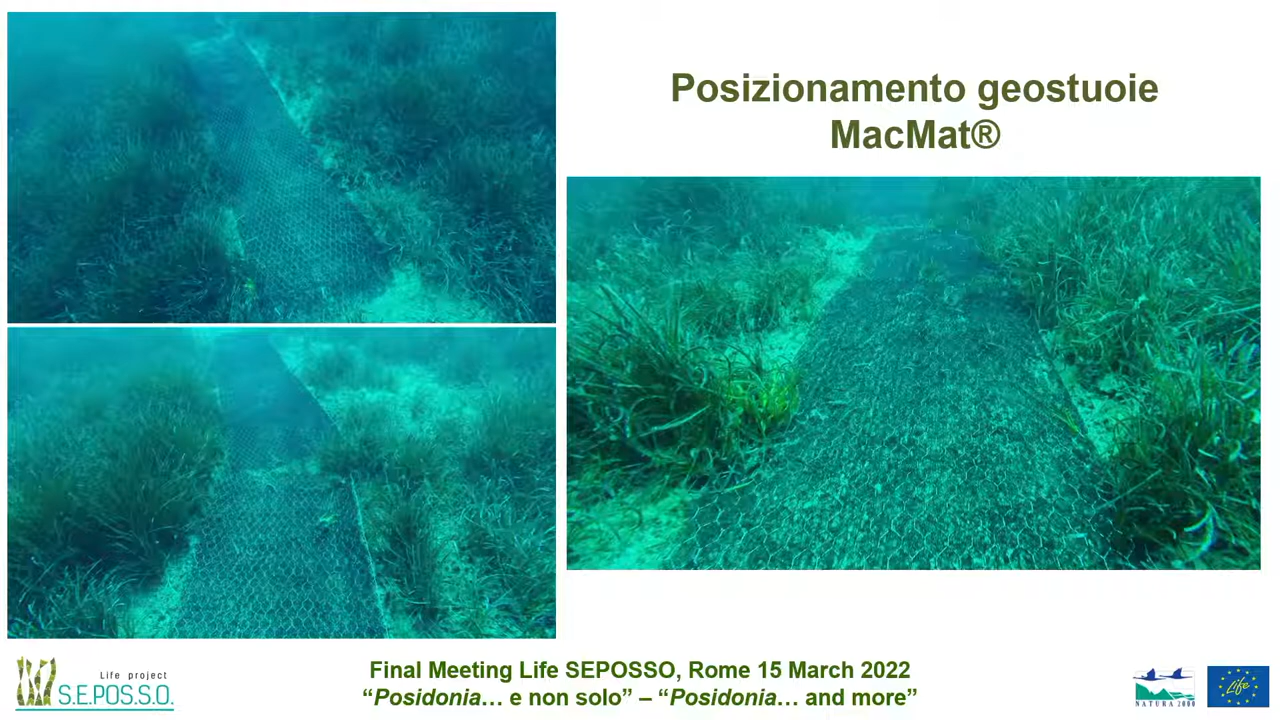 Posizionamento geostuoie
MacMat®
Life project
S.E.POS.S.O.
Final Meeting Life SEPOSSO, Rome 15 March 2022
“Posidonia… e non solo” – “Posidonia… and more”
NATURA 2000
Life